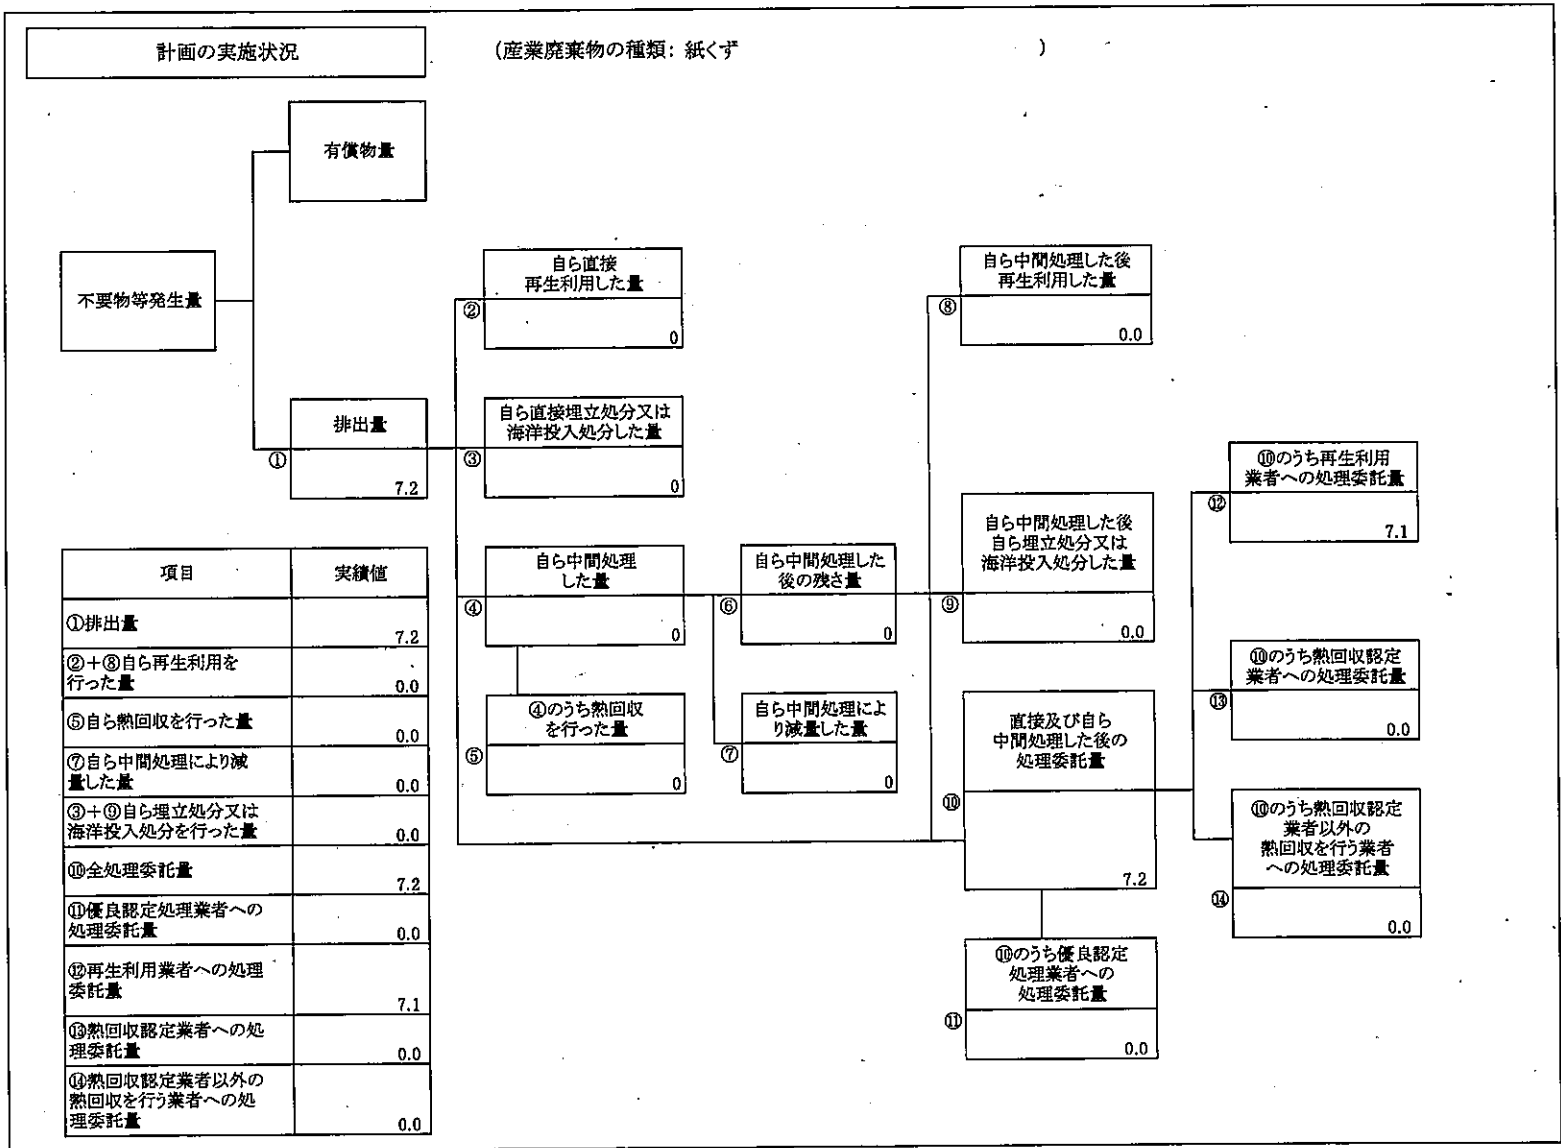 計画の実施状況
(産業廃棄物の種類: 紙くず )
有償物量
不要物等発生量
排出量
①
7.2
自ら直接
再生利用した量
②
0
自ら直接埋立処分又は
海洋投入処分した量
③
0
自ら中間処理
した量
④
0
④のうち熱回収
を行った量
⑤
0
自ら中間処理した
後の残さ量
⑥
0
自ら中間処理によ
り減量した量
⑦
0
自ら中間処理した後
再生利用した量
⑧
0.0
自ら中間処理した後
自ら埋立処分又は
海洋投入処分した量
⑨
0.0
直接及び自ら
中間処理した後の
処理委託量
⑩
7.2
⑩のうち優良認定
処理業者への
処理委託量
⑪
0.0
⑩のうち再生利用
業者への処理委託量
⑫
7.1
⑩のうち熱回収認定
業者への処理委託量
⑬
0.0
⑩のうち熱回収認定
業者以外の
熱回収を行う業者
への処理委託量
⑭
0.0
項目 実績値
①排出量
7.2
②+⑧自ら再生利用を
行った量
0.0
⑤自ら熱回収を行った量
0.0
⑦自ら中間処理により減
量した量
0.0
③+⑨自ら埋立処分又は
海洋投入処分を行った量
0.0
⑩全処理委託量
7.2
⑪優良認定処理業者への
処理委託量
0.0
⑫再生利用業者への処理
委託量
7.1
⑬熱回収認定業者への処
理委託量
0.0
⑭熱回収認定業者以外の
熱回収を行う業者への処
理委託量
0.0